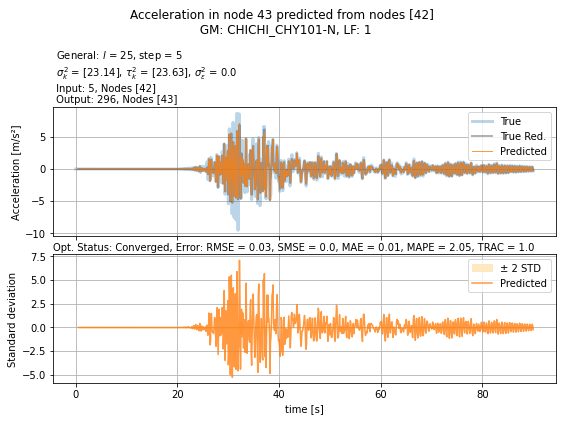 Acceleration in node 43 predicted from nodes [42]
GM: CHICHI_CHY101-N, LF: 1
General: l = 25, step = 5
σ²ₖ = [23.14], τ²ₖ = [23.63], σ²ε = 0.0
Input: 5, Nodes [42]
Output: 296, Nodes [43]
Acceleration [m/s²]
5
0
−5
−10
True
True Red.
Predicted
Opt. Status: Converged, Error: RMSE = 0.03, SMSE = 0.0, MAE = 0.01, MAPE = 2.05, TRAC = 1.0
Standard deviation
7.5
5.0
2.5
0.0
−2.5
−5.0
± 2 STD
Predicted
0 20 40 60 80
time [s]